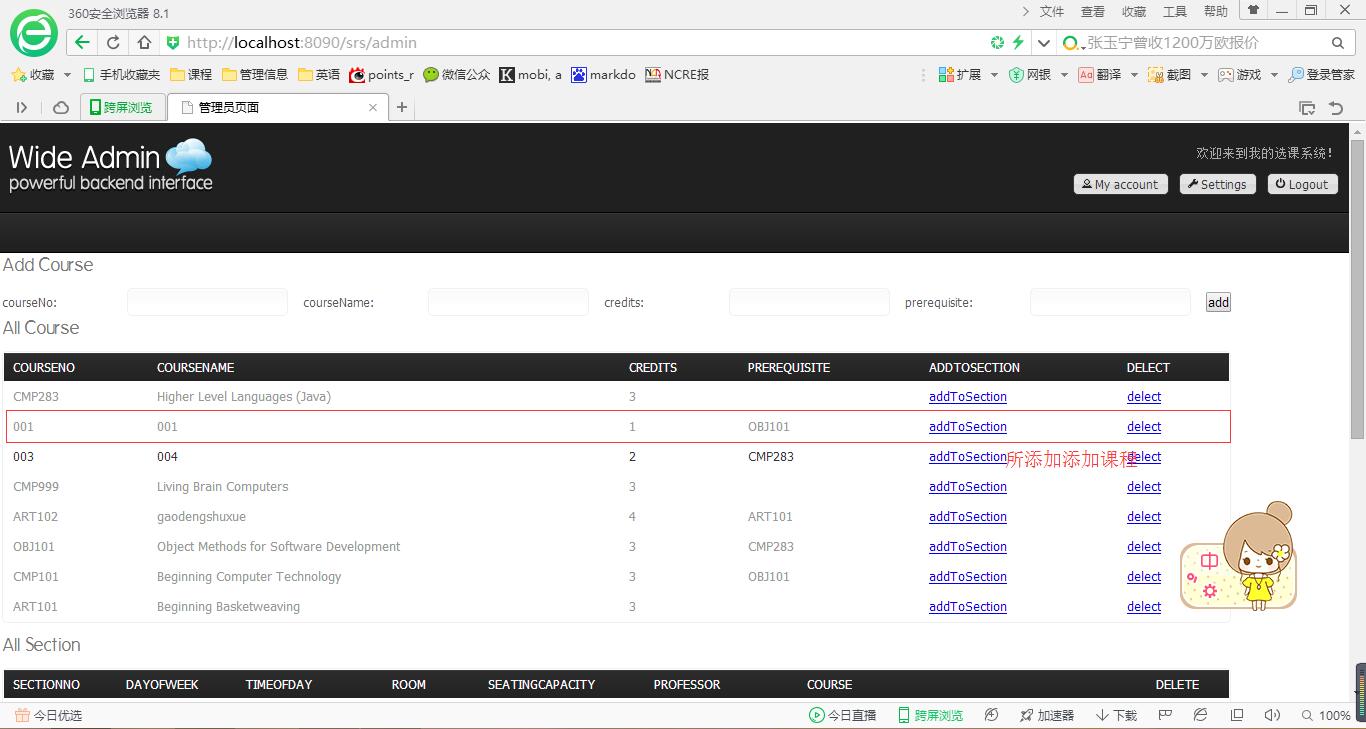 360安全浏览器 8.1
文件 查看 收藏 工具 帮助
http://localhost:8090/srs/admin
张玉宁曾收1200万欧报价
收藏 手机收藏夹 课程 管理信息 英语 points_r 微信公众 mobi, a markdo NCRE报 扩展 网银 翻译 截图 游戏 登录管家
跨屏浏览 管理员页面
Wide Admin
powerful backend interface
欢迎来到我的选课系统！
My account Settings Logout
Add Course
courseNo: courseName: credits: prerequisite: add
All Course
COURSENO COURSENAME CREDITS PREREQUISITE ADDTOSECTION DELECT
CMP283 Higher Level Languages (Java) 3 addToSection delect
001 001 1 OBJ101 addToSection delect
003 004 2 CMP283 addToSection delect
所添加添加课程
CMP999 Living Brain Computers 3 addToSection delect
ART102 gaodengshuxue 4 ART101 addToSection delect
OBJ101 Object Methods for Software Development 3 CMP283 addToSection delect
CMP101 Beginning Computer Technology 3 OBJ101 addToSection delect
ART101 Beginning Basketweaving 3 addToSection delect
中
All Section
SECTIONNO DAYOFWEEK TIMEOFDAY ROOM SEATINGCAPACITY PROFESSOR COURSE DELETE
今日优选 今日直播 跨屏浏览 加速器 下载 100%